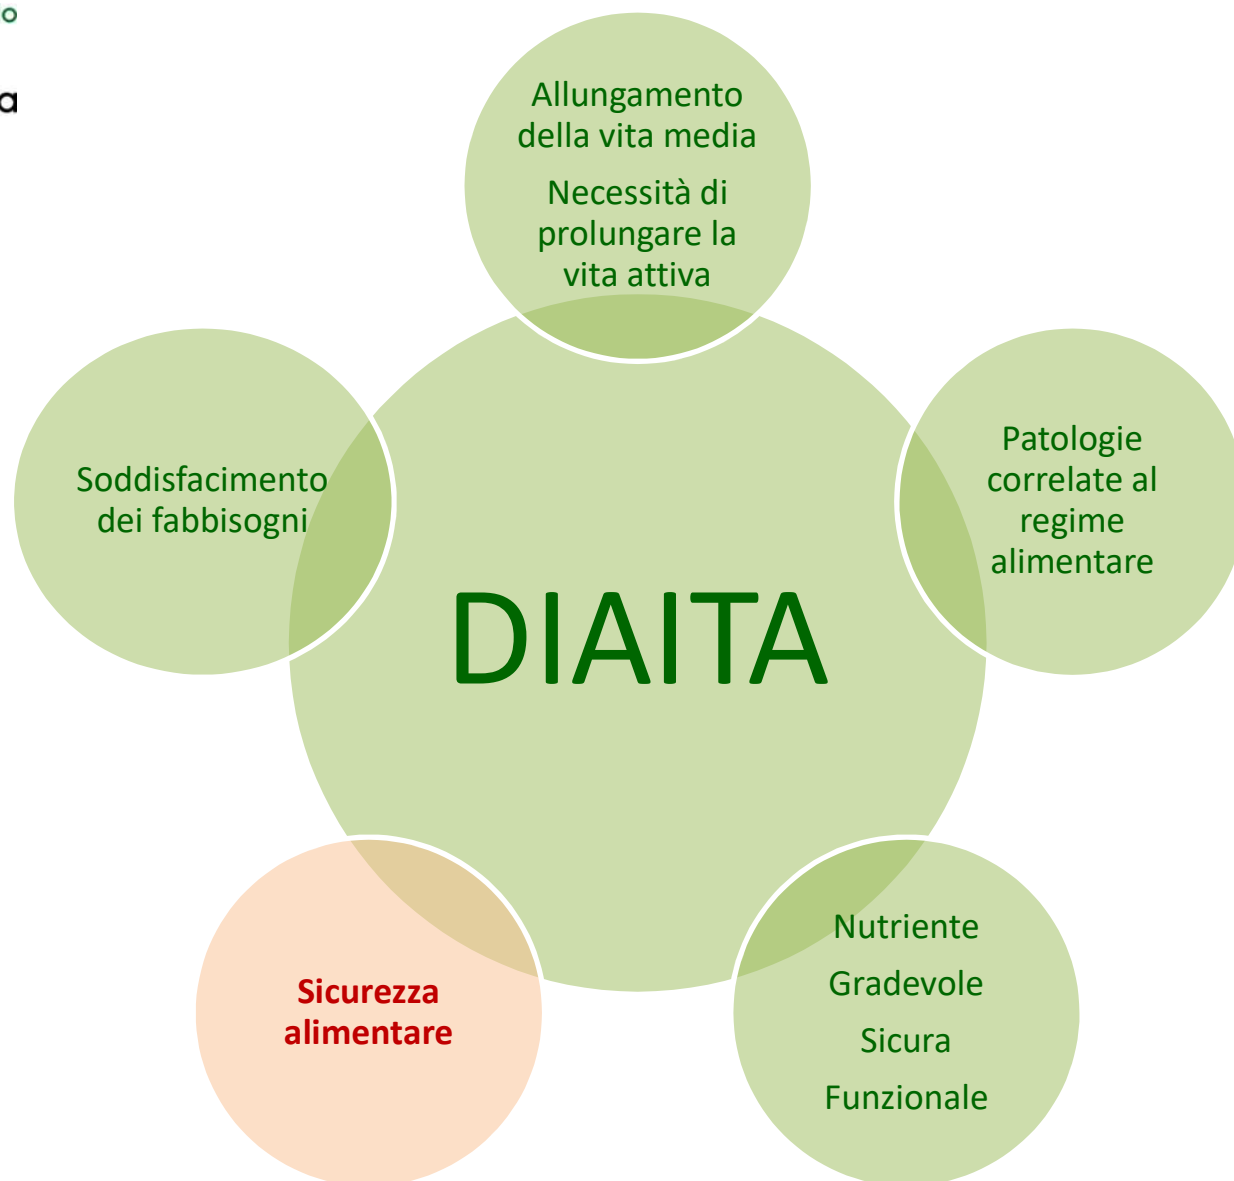 Allungamento
della vita media
Necessità di
prolungare la
vita attiva
Soddisfacimento
dei fabbisogni
Patologie
correlate al
regime
alimentare
DIAITA
Sicurezza
alimentare
Nutriente
Gradevole
Sicura
Funzionale